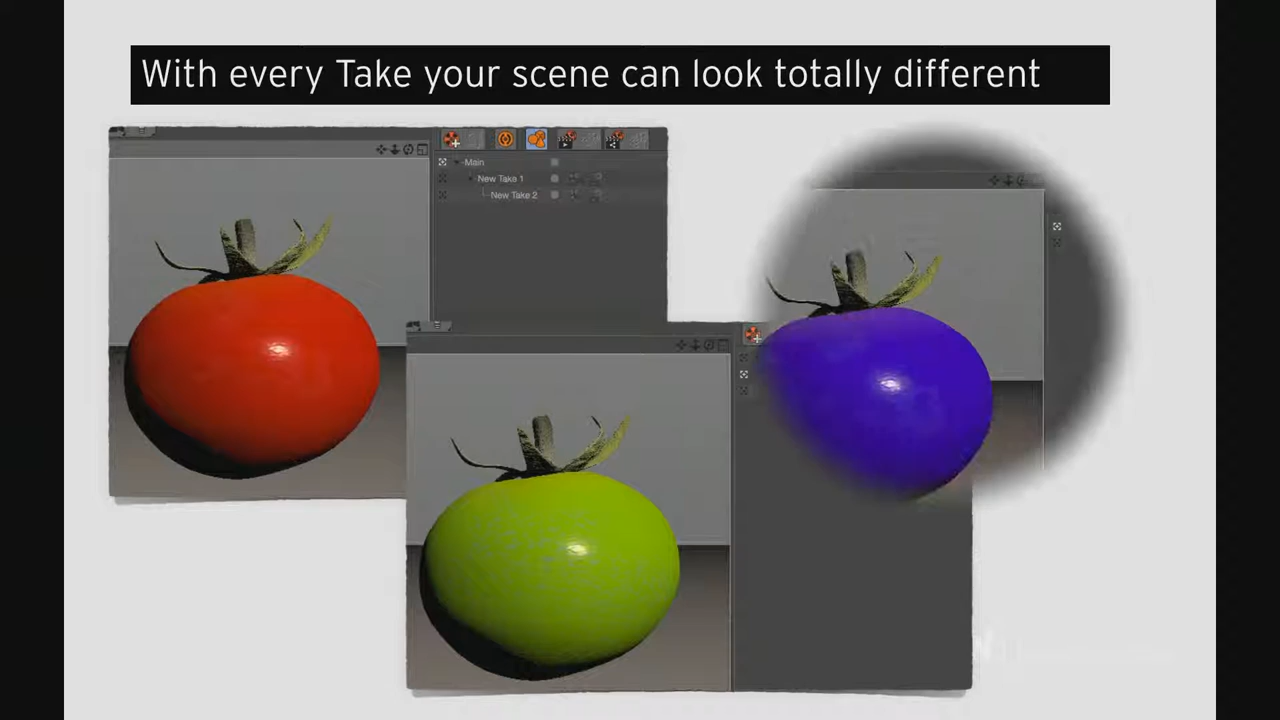 With every Take your scene can look totally different
Main
New Take 1
New Take 2